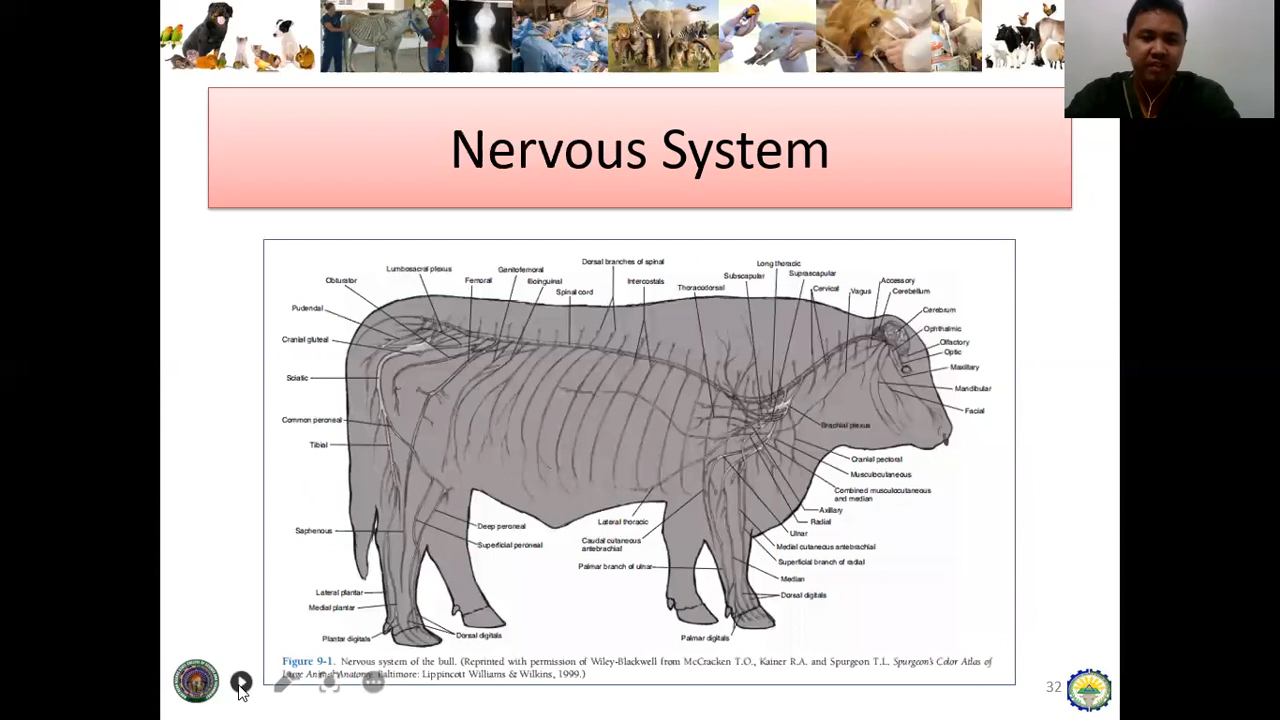 Nervous System
Dorsal branches of spinal
Long thoracic
Lumbosacral plexus
Genitofemoral
Suprascapular
Subscapular
Obturator
Femoral
Ilioinguinal
Intercostals
Accessory
Spinal cord
Thoracodorsal
Cervical
Vagus
Cerebellum
Pudendal
Cerebrum
Ophthalmic
Cranial gluteal
Olfactory
Optic
Maxillary
Sciatic
Mandibular
Facial
Common peroneal
Brachial plexus
Tibial
Cranial pectoral
Musculocutaneous
Combined musculocutaneous
and median
Axillary
Lateral thoracic
Radial
Deep peroneal
Saphenous
Ulnar
Caudal cutaneous
antebrachial
Superficial peroneal
Medial cutaneous antebrachial
Superficial branch of radial
Palmar branch of ulnar
Median
Lateral plantar
Dorsal digitals
Medial plantar
Plantar digitals
Dorsal digitals
Palmar digitals
Figure 9-1. Nervous system of the bull. (Reprinted with permission of Wiley-Blackwell from McCracken T.O., Kainer R.A. and Spurgeon T.L. Spurgeon's Color Atlas of
Large Animal Anatomy. Baltimore: Lippincott Williams & Wilkins, 1999.)
32